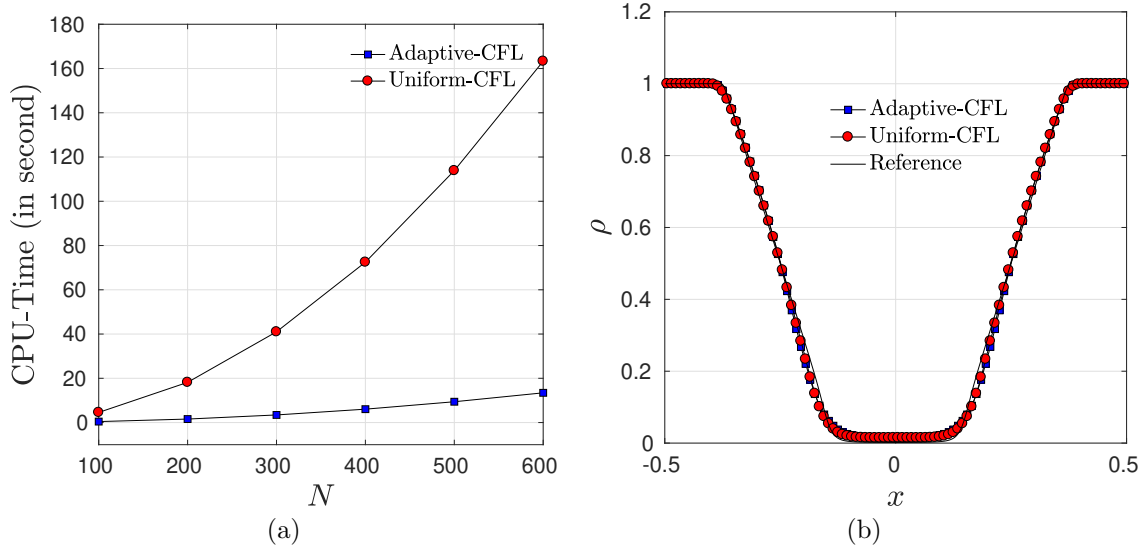 180
160
140
120
100
80
60
40
20
0
CPU-Time (in second)
Adaptive-CFL
Uniform-CFL
100 200 300 400 500 600
N
(a)
1.2
1
0.8
0.6
0.4
0.2
0
ρ
Adaptive-CFL
Uniform-CFL
Reference
-0.5 0 0.5
x
(b)